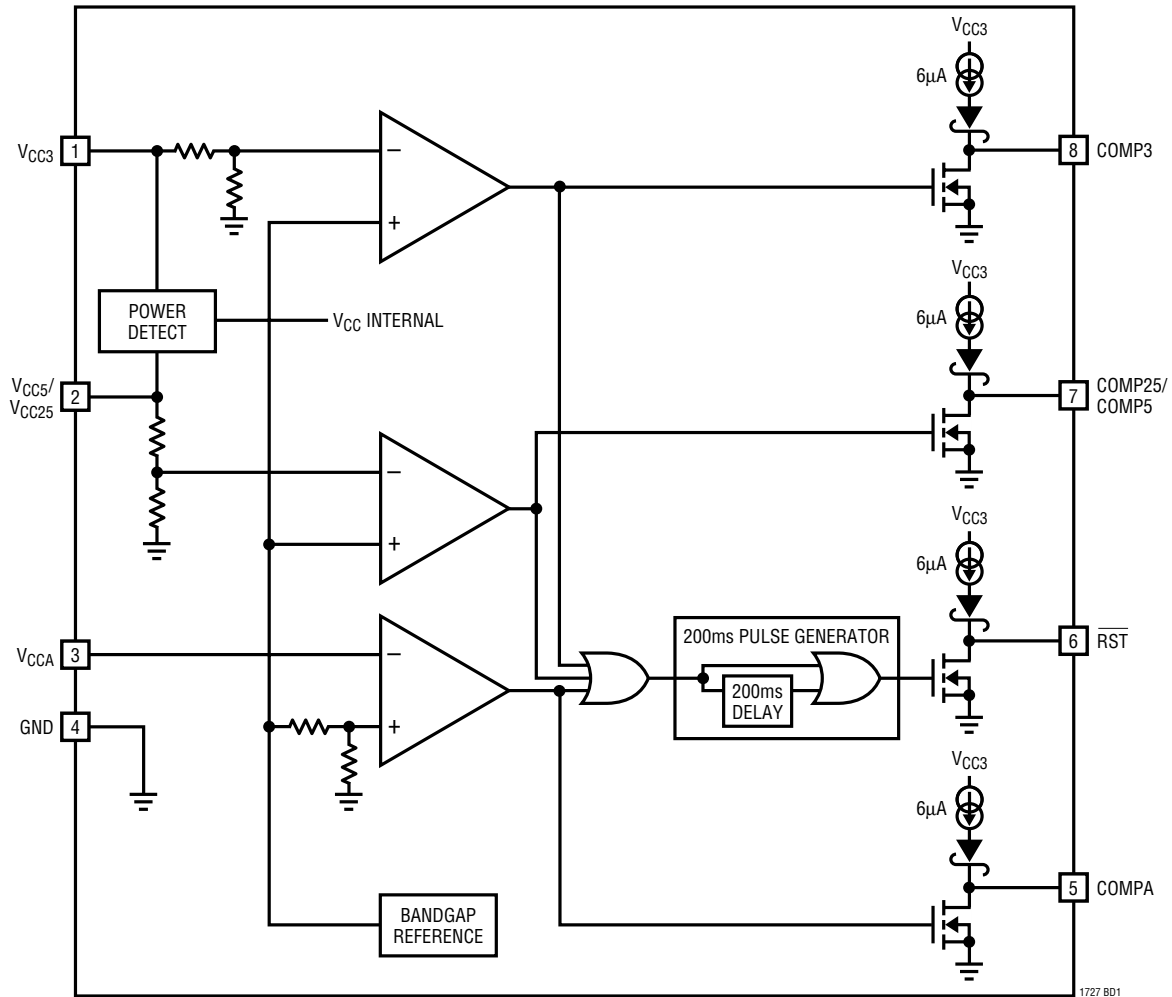 VCC3
6μA
VCC3 1
−
+
8 COMP3
POWER
DETECT
VCC INTERNAL
VCC3
6μA
VCC5/
VCC25
2
COMP25/
COMP5
7
−
+
VCC3
6μA
VCCA 3
−
200ms PULSE GENERATOR
6 RST
200ms
DELAY
GND 4
+
VCC3
6μA
5 COMPA
BANDGAP
REFERENCE
1727 BD1